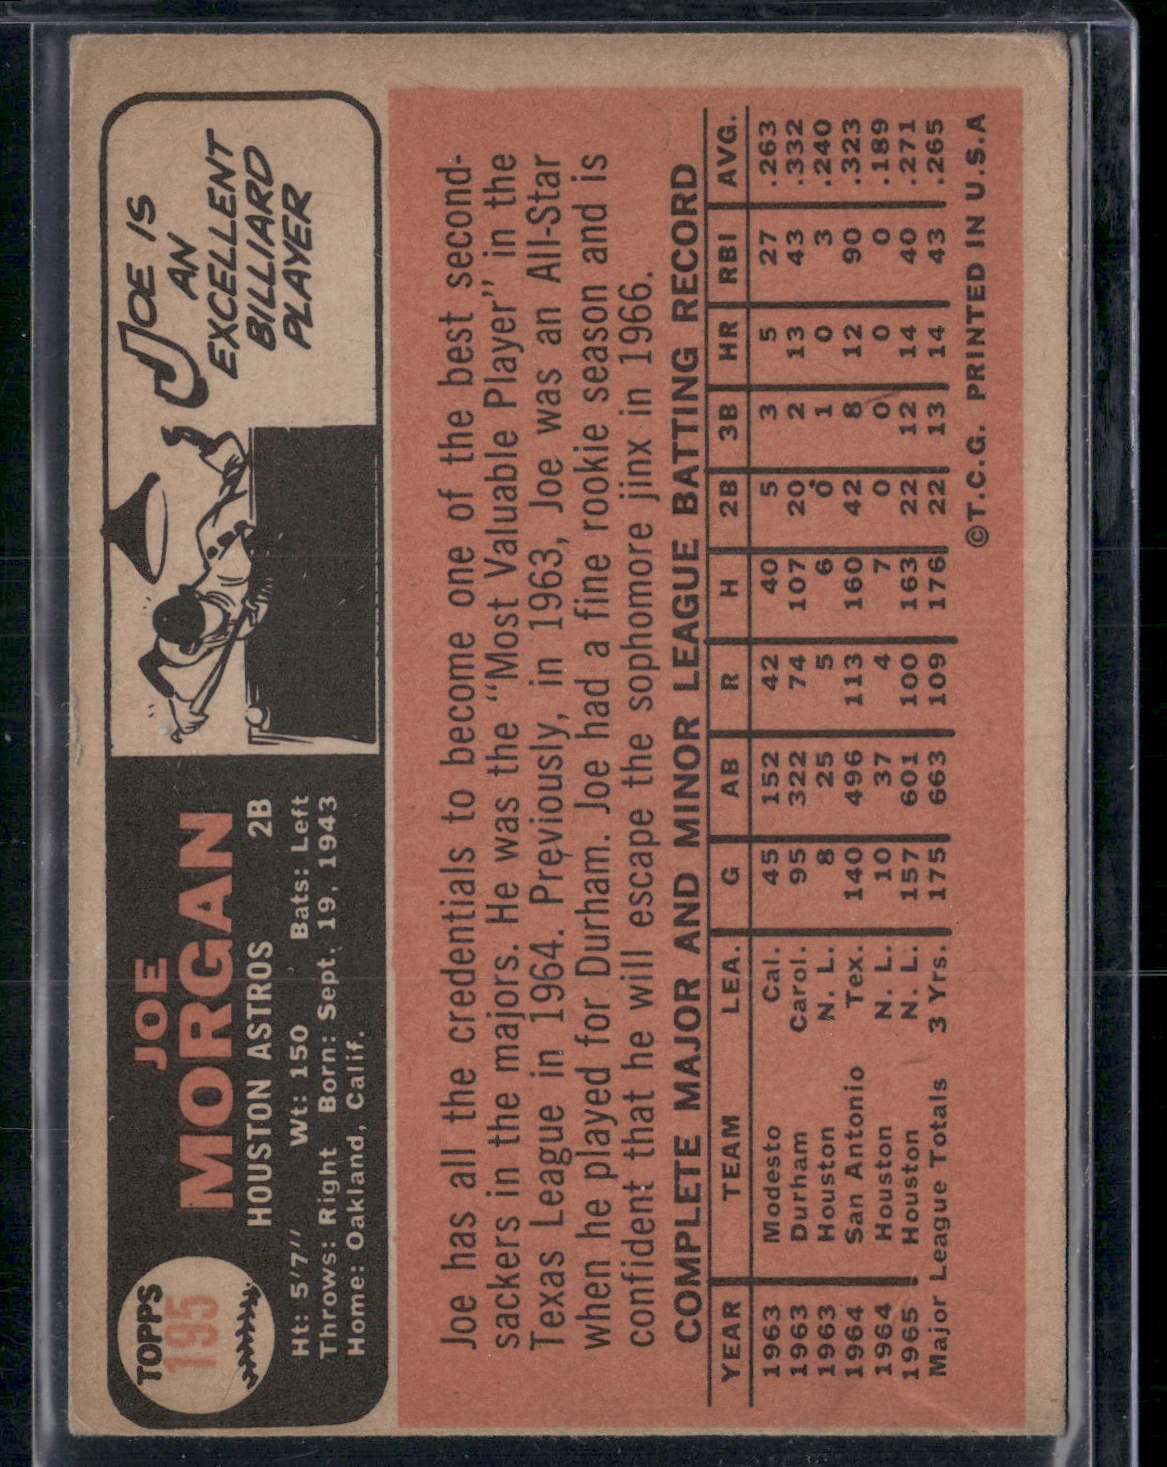 TOPPS
195
JOE
MORGAN
HOUSTON ASTROS 2B
Ht: 5'7" Wt: 150 Bats: Left
Throws: Right Born: Sept. 19, 1943
Home: Oakland, Calif.
JOE IS
AN
EXCELLENT
BILLIARD
PLAYER
Joe has all the credentials to become one of the best second-
sackers in the majors. He was the "Most Valuable Player" in the
Texas League in 1964. Previously, in 1963, Joe was an All-Star
when he played for Durham. Joe had a fine rookie season and is
confident that he will escape the sophomore jinx in 1966.
COMPLETE MAJOR AND MINOR LEAGUE BATTING RECORD
YEAR TEAM LEA. G AB R H 2B 3B HR RBI AVG.
1963 Modesto Cal. 45 152 42 40 5 3 5 27 .263
1963 Durham Carol. 95 322 74 107 20 2 13 43 .332
1963 Houston N. L. 8 25 5 6 0 1 0 3 .240
1964 San Antonio Tex. 140 496 113 160 42 8 12 90 .323
1964 Houston N. L. 10 37 4 7 0 0 0 0 .189
1965 Houston N. L. 157 601 100 163 22 12 14 40 .271
Major League Totals 3 Yrs. 175 663 109 176 22 13 14 43 .265
©T.C.G. PRINTED IN U.S.A